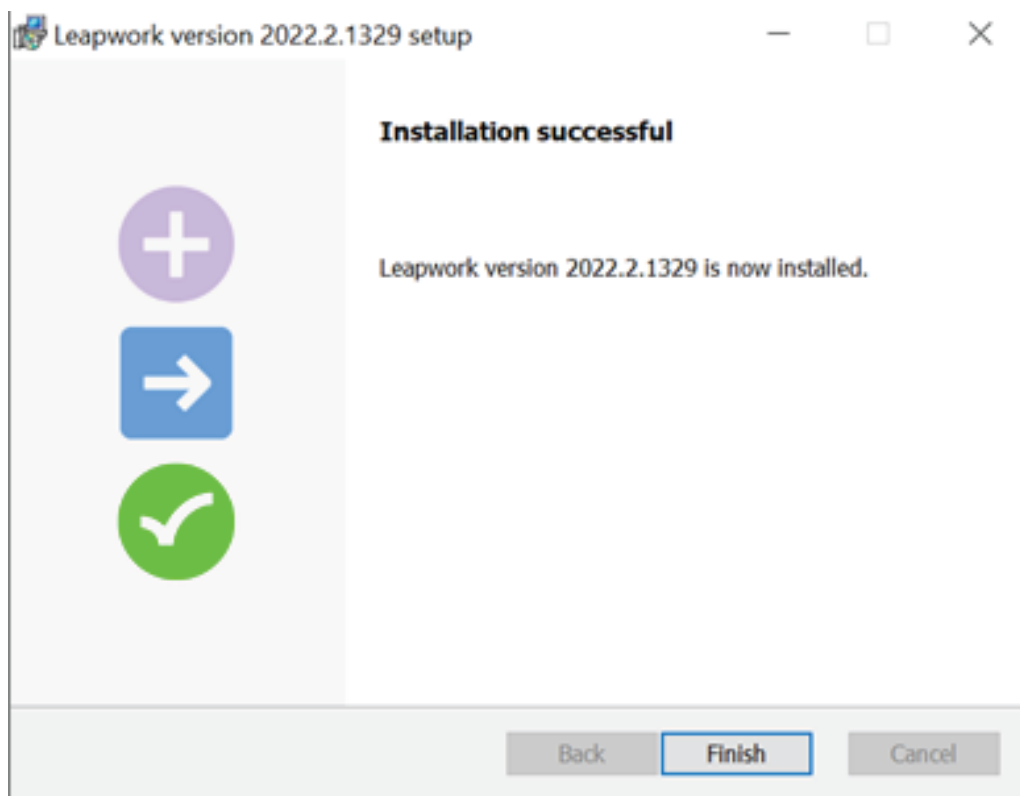 Leapwork version 2022.2.1329 setup
Installation successful
Leapwork version 2022.2.1329 is now installed.
Back
Finish
Cancel